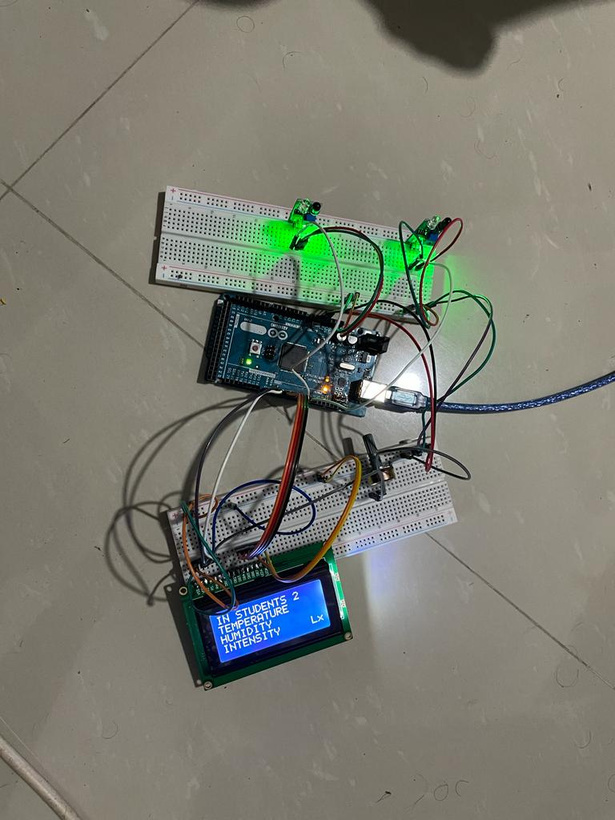 IN STUDENTS 2
TEMPERATURE
HUMIDITY Lx
INTENSITY